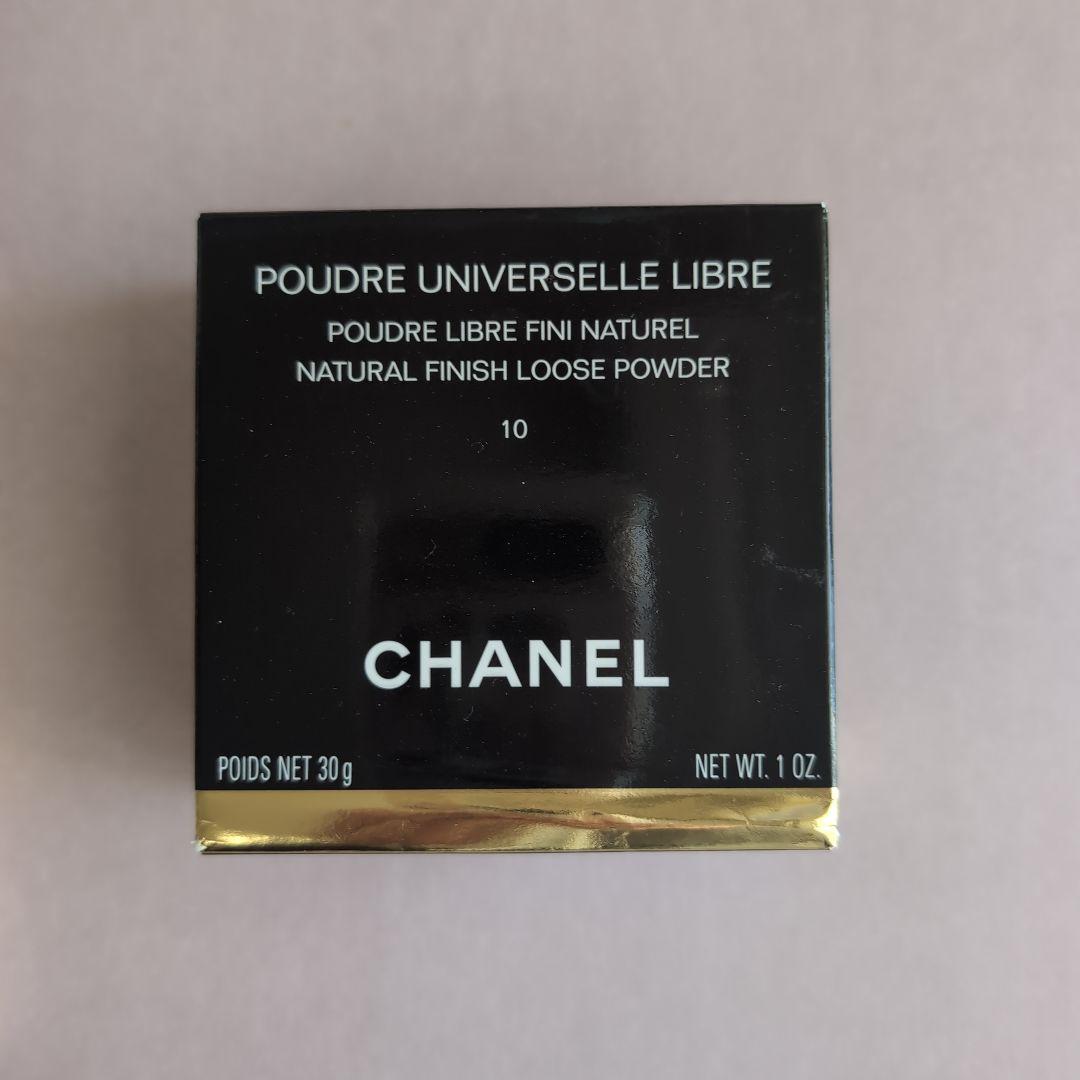 POUDRE UNIVERSELLE LIBRE
POUDRE LIBRE FINI NATUREL
NATURAL FINISH LOOSE POWDER
10
CHANEL
POIDS NET 30 g NET WT. 1 OZ.